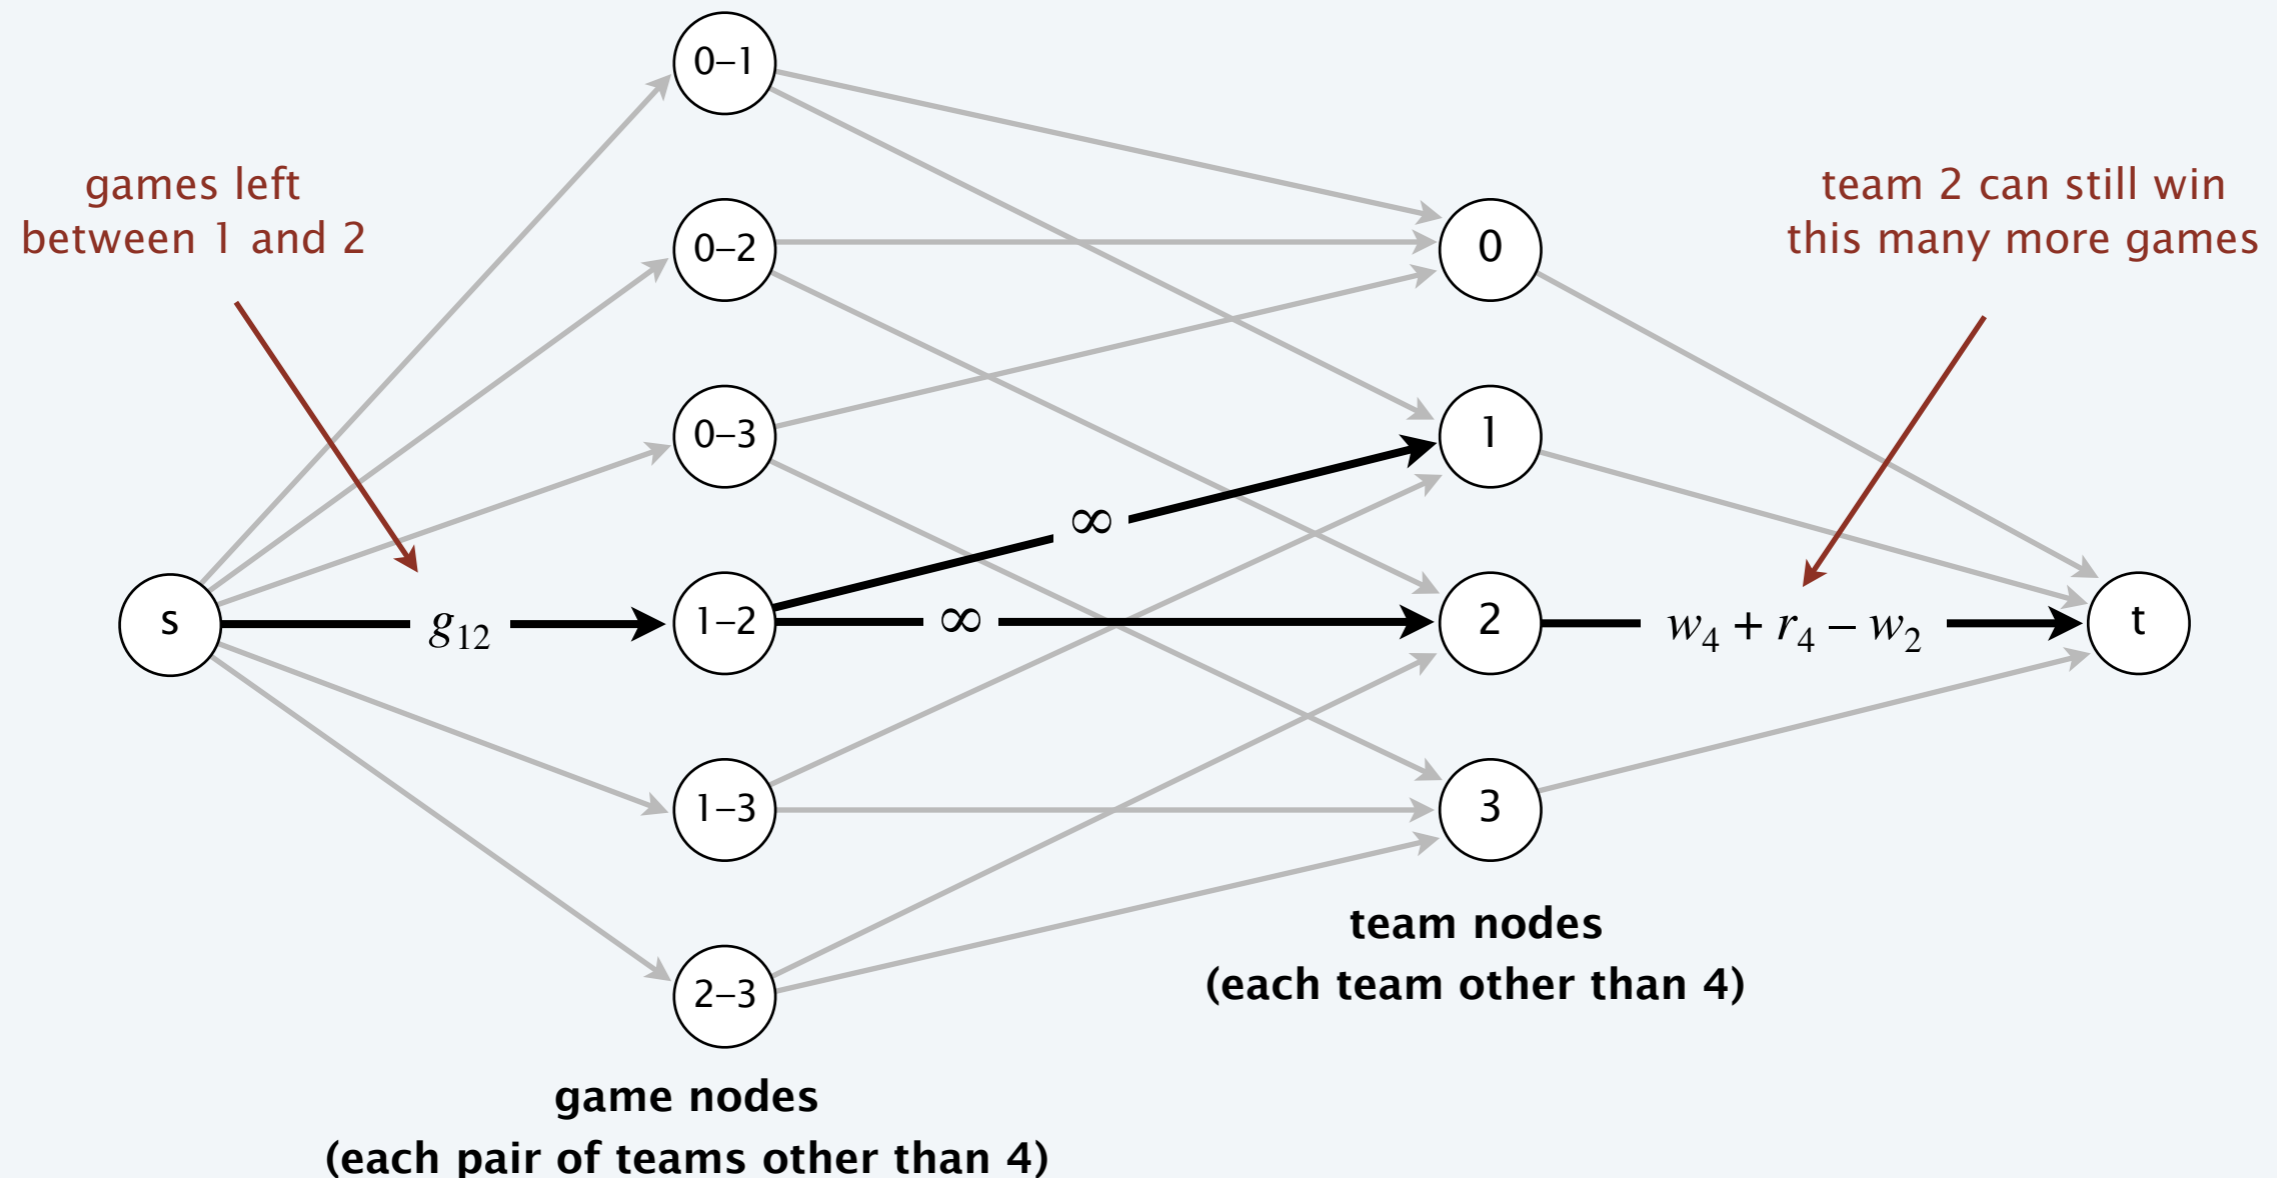 0–1
games left
between 1 and 2
team 2 can still win
this many more games
0–2
0
0–3
1
∞
s
g₁₂
1–2
∞
2
w₄ + r₄ – w₂
t
1–3
3
2–3
team nodes
(each team other than 4)
game nodes
(each pair of teams other than 4)